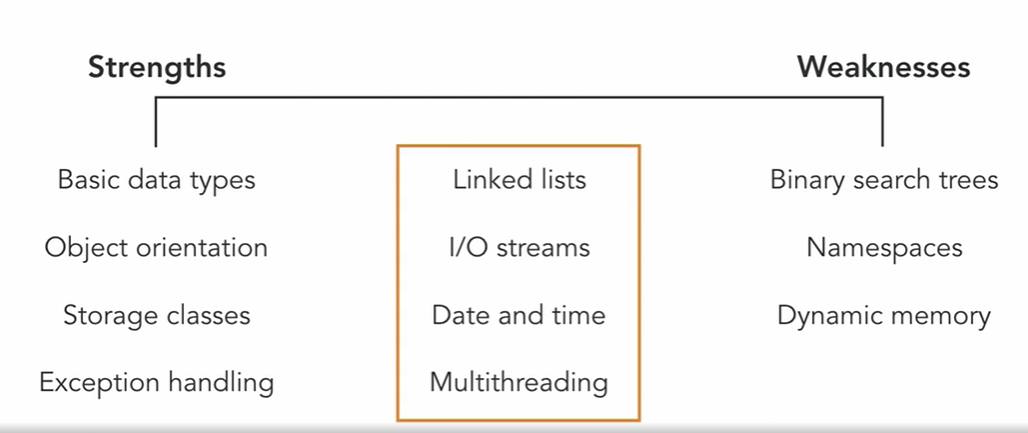 Strengths
Weaknesses
Basic data types
Linked lists
Binary search trees
Object orientation
I/O streams
Namespaces
Storage classes
Date and time
Dynamic memory
Exception handling
Multithreading